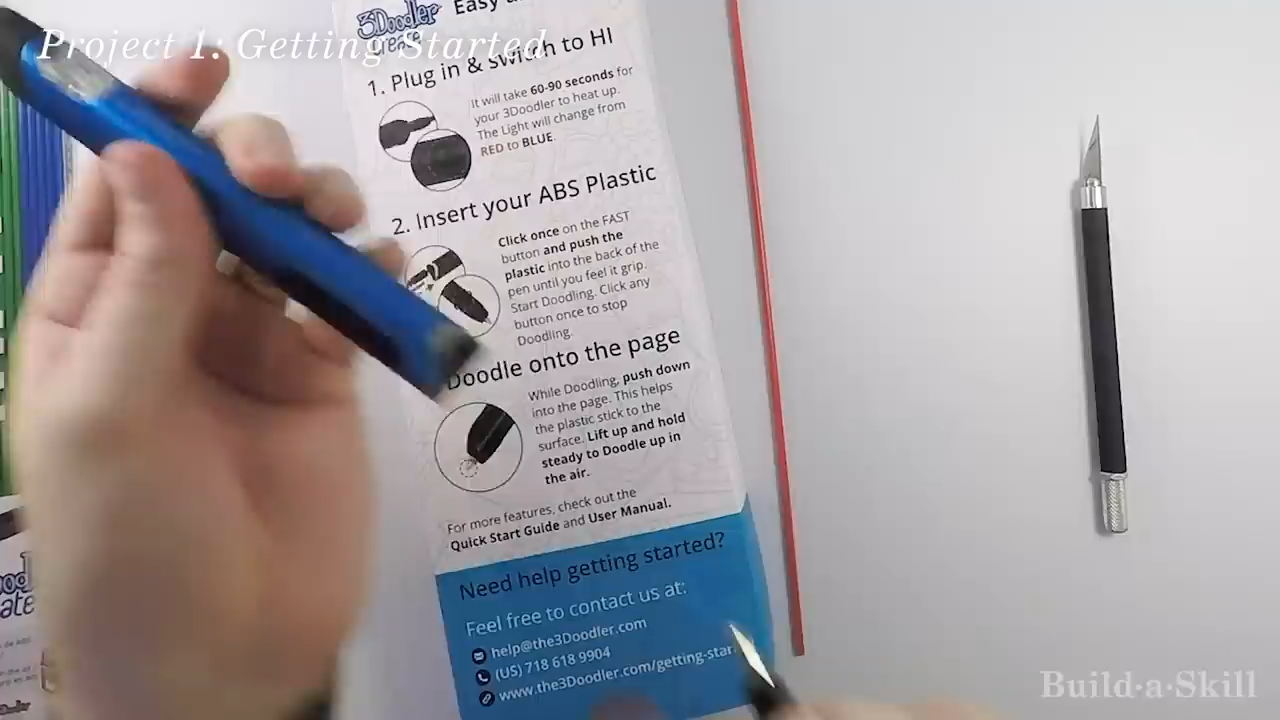 Project 1: Getting Started
3Doodler
Create
Easy
1. Plug in & switch to HI
It will take 60-90 seconds for
your 3Doodler to heat up.
The Light will change from
RED to BLUE.
2. Insert your ABS Plastic
Click once on the FAST
button and push the
plastic into the back of the
pen until you feel it grip.
Start Doodling. Click any
button once to stop
Doodling.
Doodle onto the page
While Doodling, push down
into the page. This helps
the plastic stick to the
surface. Lift up and hold
steady to Doodle up in
the air.
For more features, check out the
Quick Start Guide and User Manual.
Need help getting started?
Feel free to contact us at:
help@the3Doodler.com
(US) 718 618 9904
www.the3Doodler.com/getting-star
Build·a·Skill